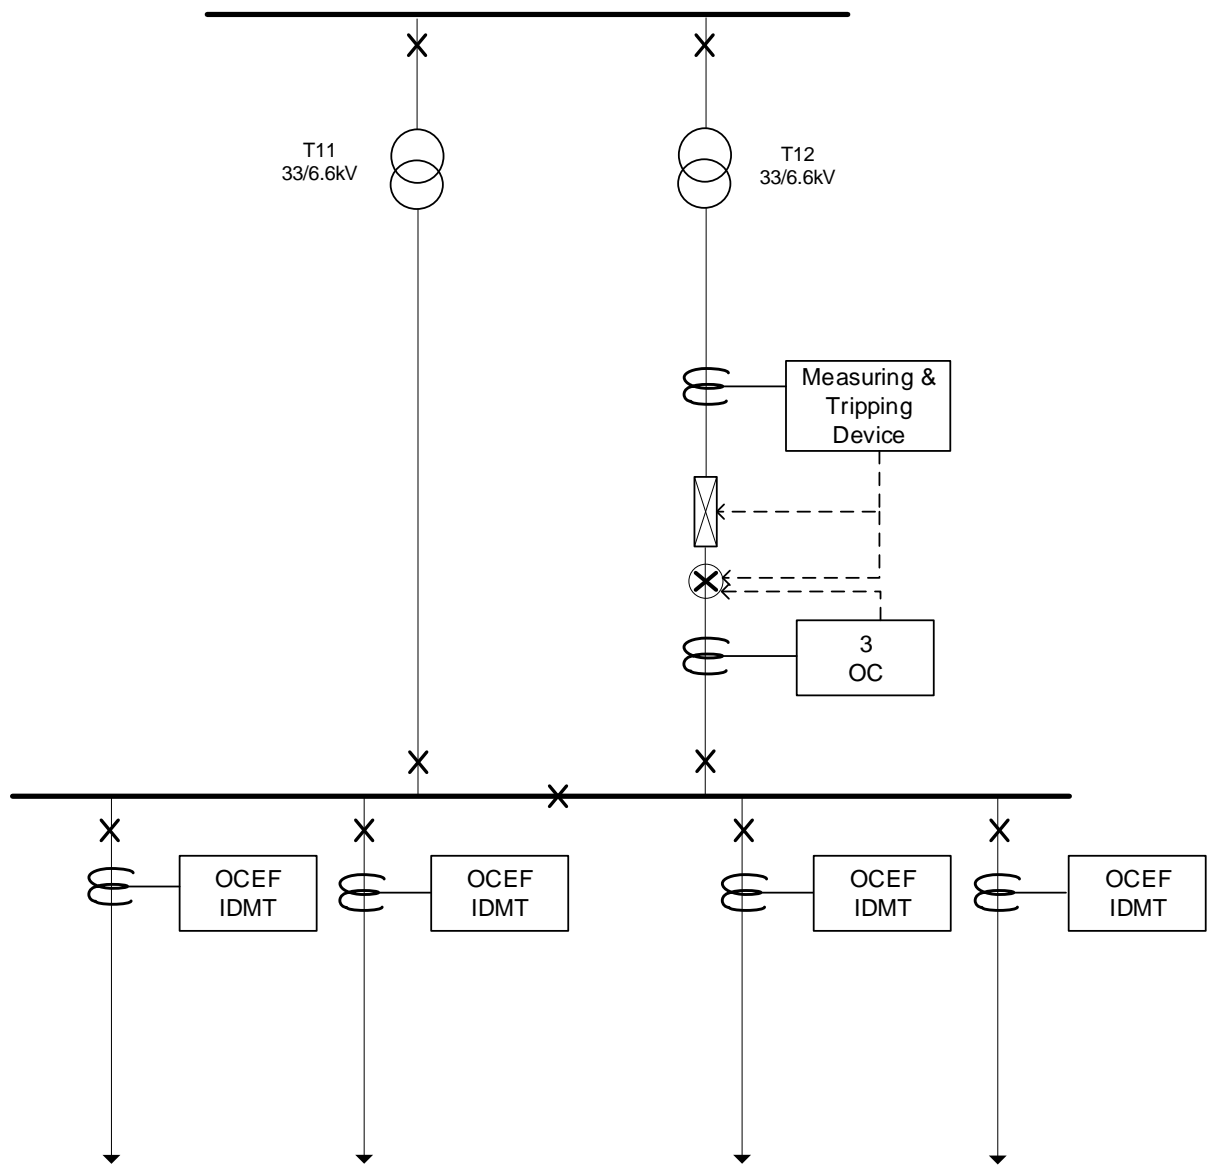 T11
33/6.6kV
T12
33/6.6kV
Measuring &
Tripping
Device
3
OC
OCEF
IDMT
OCEF
IDMT
OCEF
IDMT
OCEF
IDMT